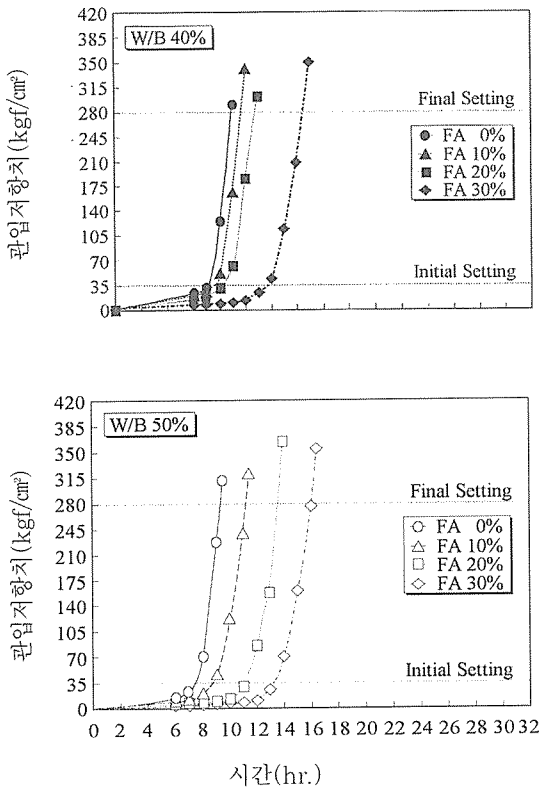 420
385
350
315
280
245
210
175
140
105
70
35
0
관입저항치(kgf/cm²)
W/B 40%
Final Setting
FA 0%
FA 10%
FA 20%
FA 30%
Initial Setting
420
385
350
315
280
245
210
175
140
105
70
35
0
관입저항치(kgf/cm²)
W/B 50%
Final Setting
FA 0%
FA 10%
FA 20%
FA 30%
Initial Setting
0 2 4 6 8 10 12 14 16 18 20 22 24 26 28 30 32
시간(hr.)